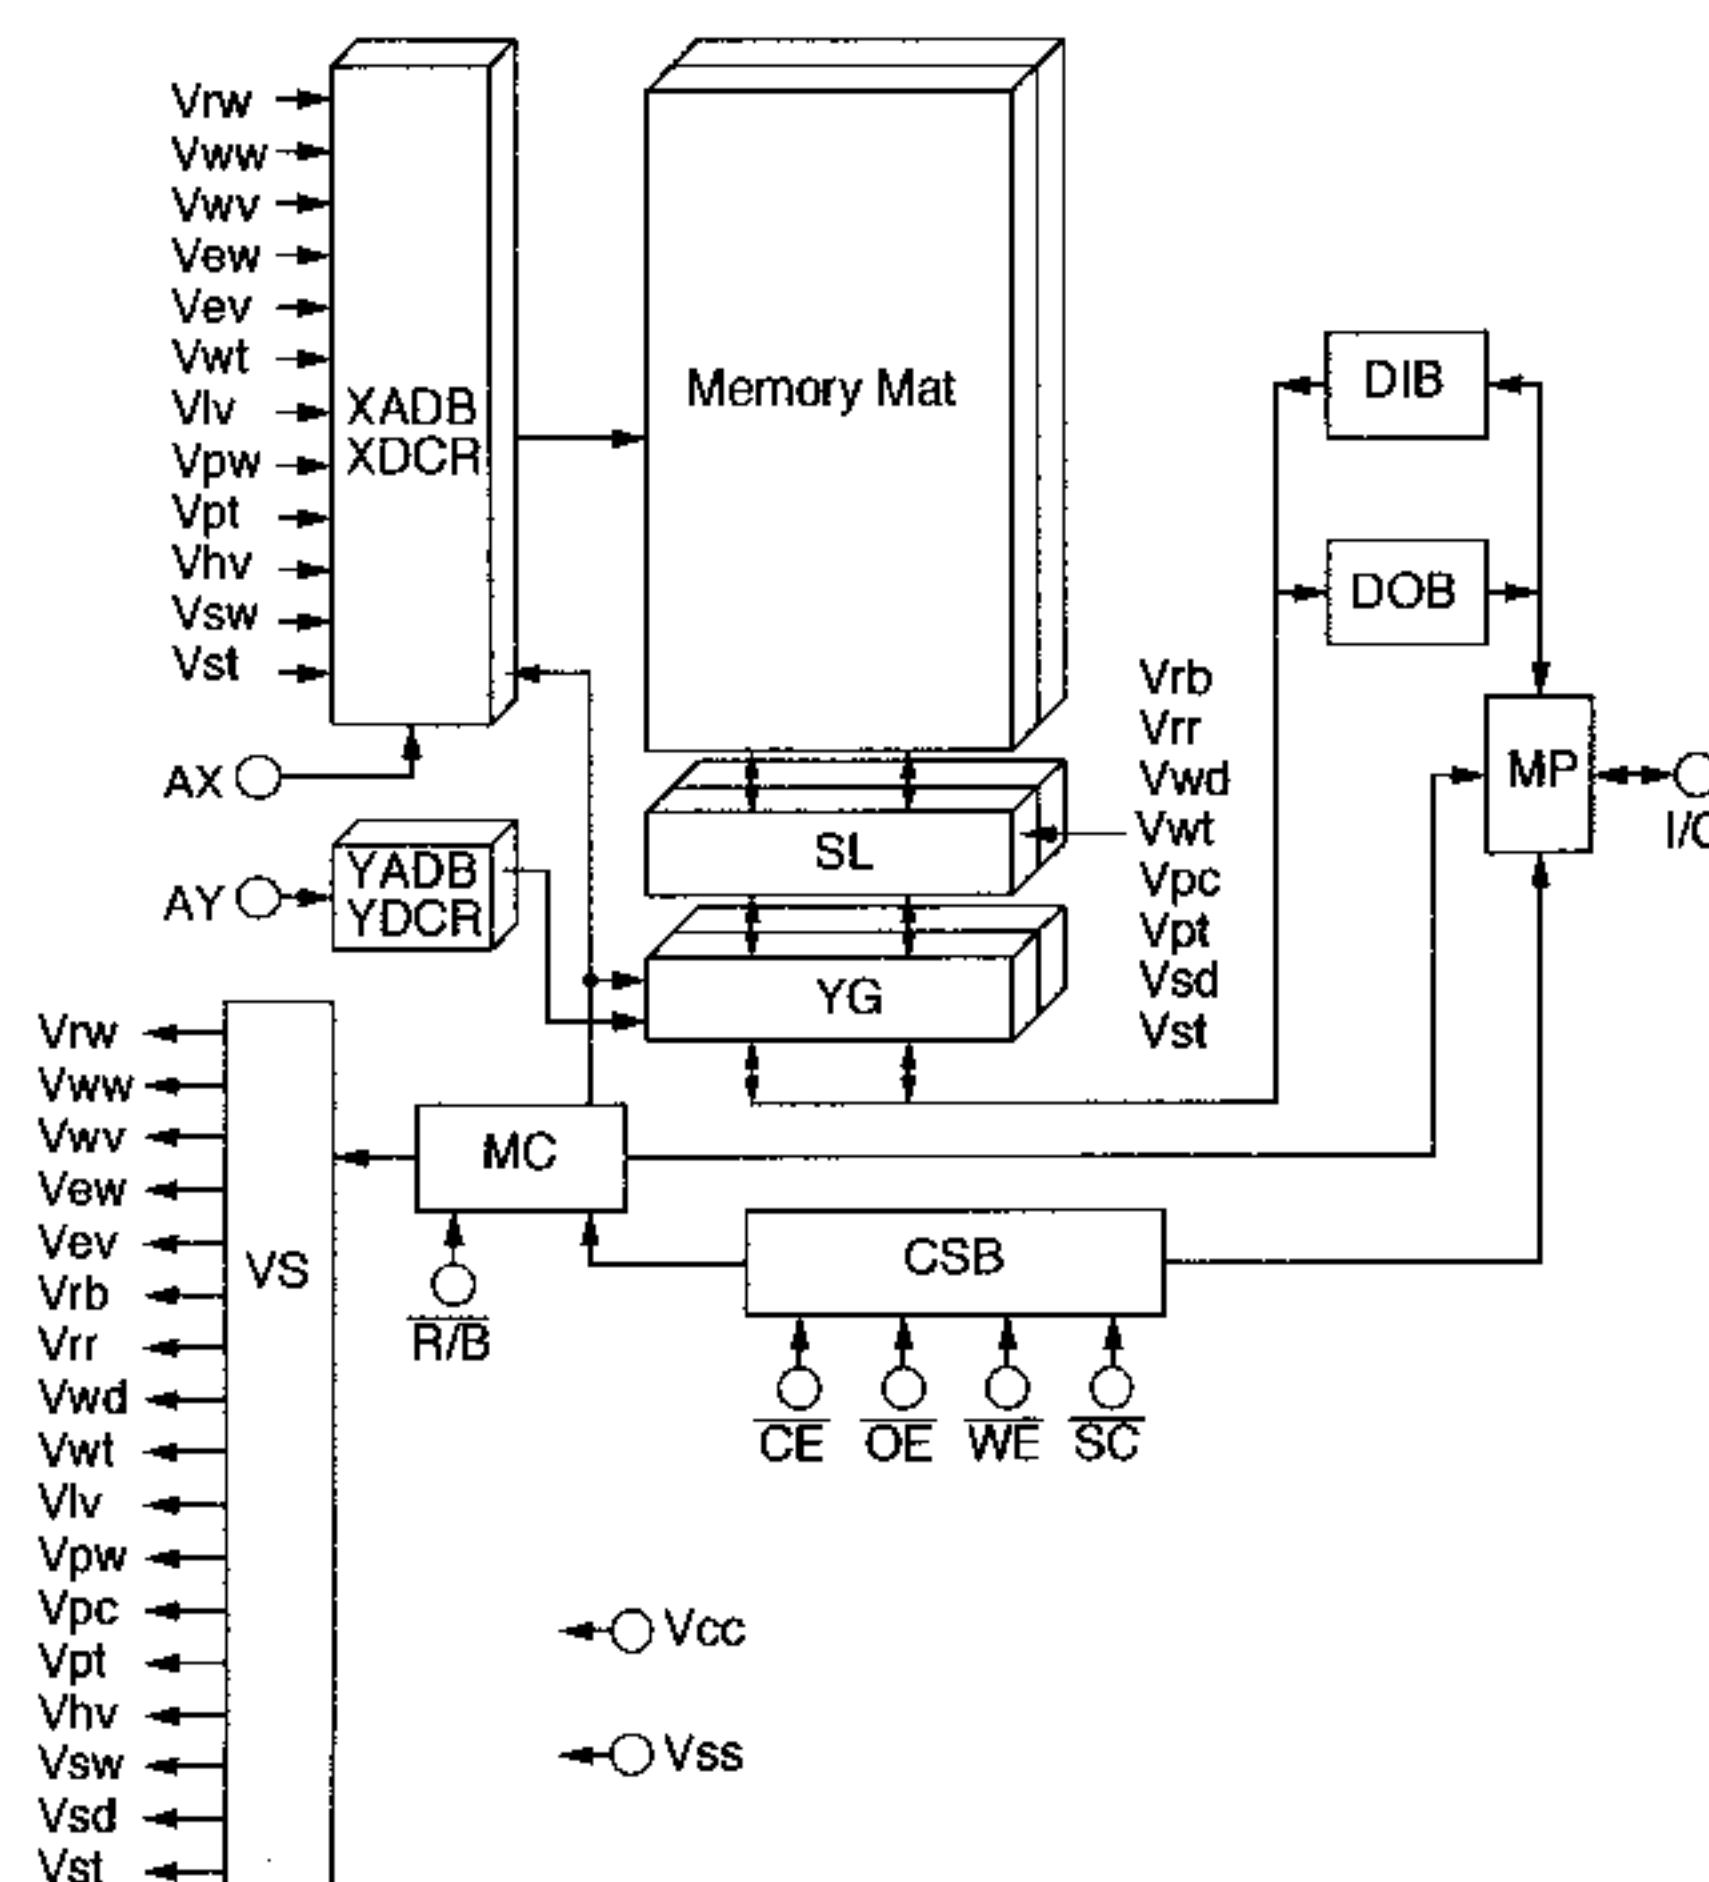 Vrw
Vww
Vwv
Vew
Vev
Vwt
Vlv
Vpw
Vpt
Vhv
Vsw
Vst
XADB
XDCR
Memory Mat
DIB
DOB
MP
AX
AY
YADB
YDCR
SL
YG
Vrb
Vrr
Vwd
Vwt
Vpc
Vpt
Vsd
Vst
Vrw
Vww
Vwv
Vew
Vev
Vrb
Vrr
Vwd
Vwt
Vlv
Vpw
Vpc
Vpt
Vhv
Vsw
Vsd
Vst
VS
MC
R/B
CSB
CE OE WE SC
Vcc
Vss